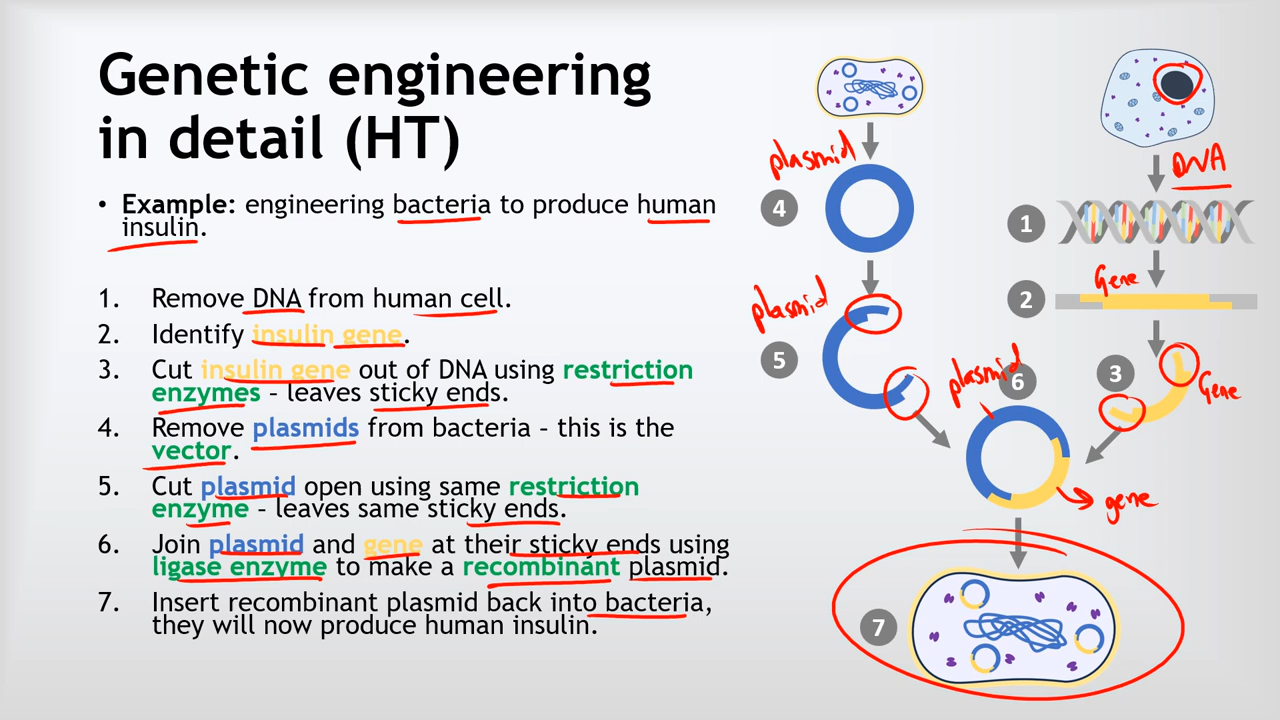 Genetic engineering
in detail (HT)
• Example: engineering bacteria to produce human
insulin.
1. Remove DNA from human cell.
2. Identify insulin gene.
3. Cut insulin gene out of DNA using restriction
enzymes – leaves sticky ends.
4. Remove plasmids from bacteria – this is the
vector.
5. Cut plasmid open using same restriction
enzyme – leaves same sticky ends.
6. Join plasmid and gene at their sticky ends using
ligase enzyme to make a recombinant plasmid.
7. Insert recombinant plasmid back into bacteria,
they will now produce human insulin.
plasmid
4
plasmid
5
DNA
1
Gene
2
3
Gene
plasmid
6
gene
7